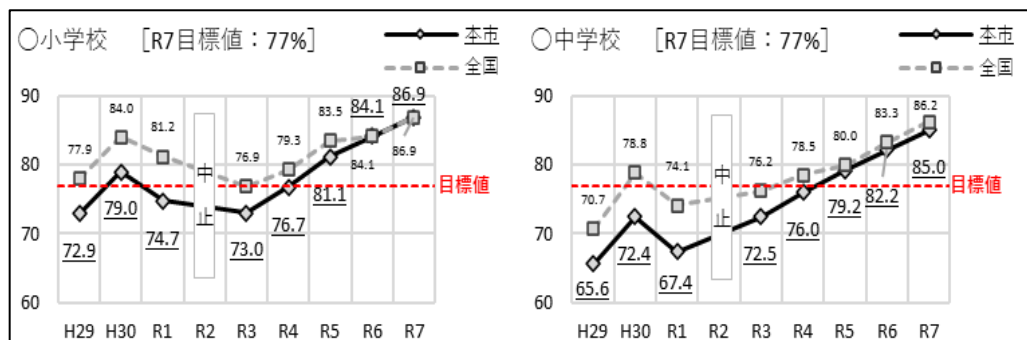 〇小学校 [R7目標値：77%]
本市
全国
90
80
70
60
77.9
84.0
81.2
76.9
79.3
83.5
84.1
86.9
84.1
86.9
72.9
79.0
74.7
73.0
76.7
81.1
中
止
目標値
H29 H30 R1 R2 R3 R4 R5 R6 R7
〇中学校 [R7目標値：77%]
本市
全国
90
80
70
60
70.7
78.8
74.1
76.2
78.5
80.0
83.3
86.2
65.6
72.4
67.4
72.5
76.0
79.2
82.2
85.0
中
止
目標値
H29 H30 R1 R2 R3 R4 R5 R6 R7